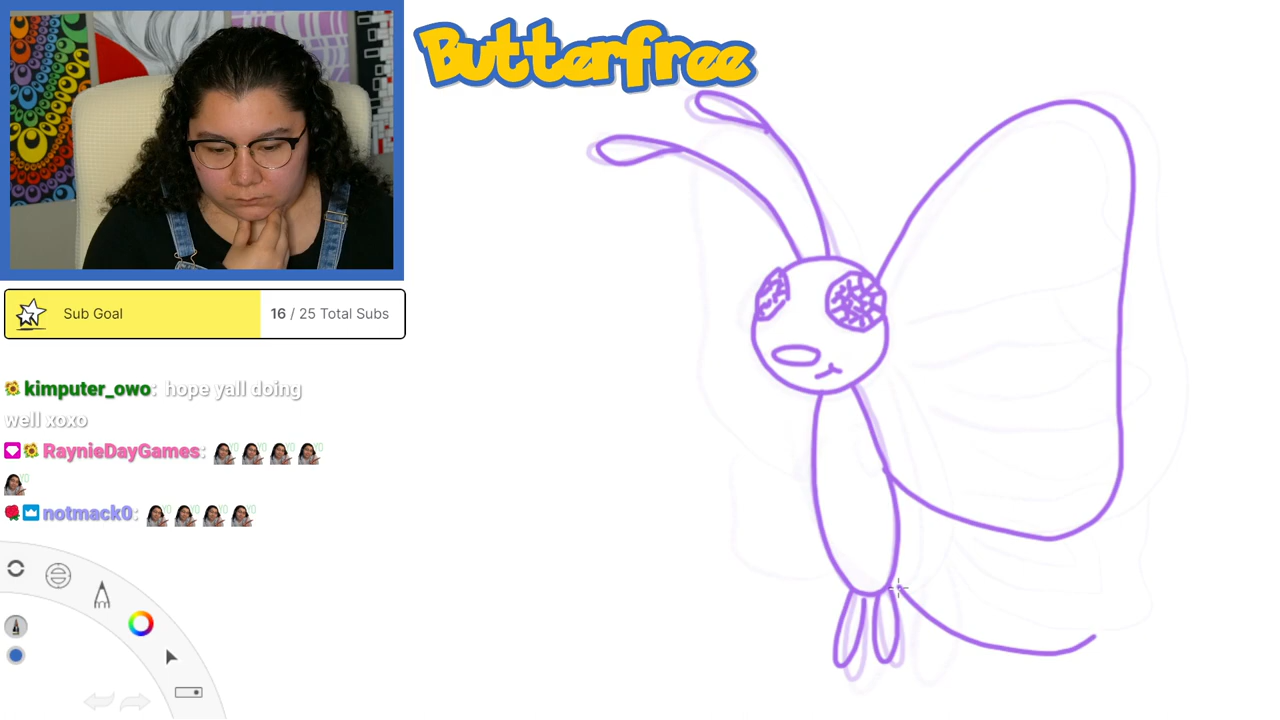 Butterfree
Sub Goal
16 / 25 Total Subs
kimputer_owo: hope yall doing
well xoxo
RaynieDayGames:
notmack0: